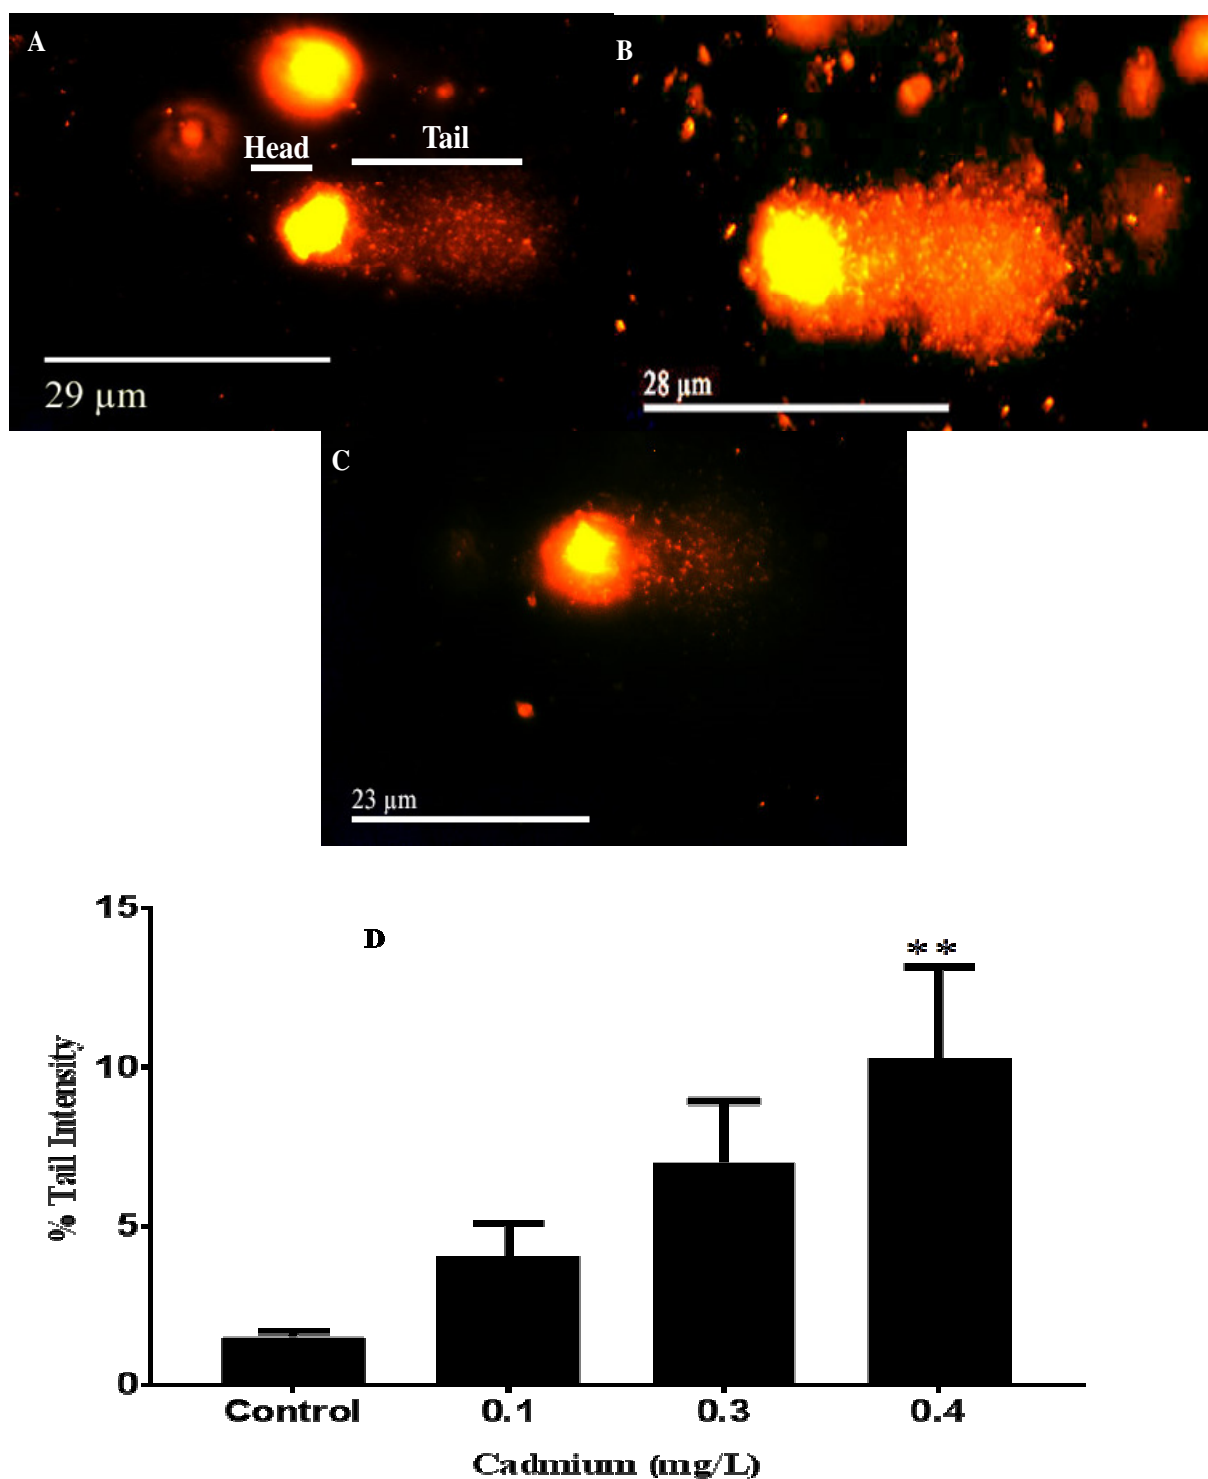 A
B
Head
Tail
29 µm
28 µm
C
23 µm
15
D
**
% Tail Intensity
10
5
0
Control 0.1 0.3 0.4
Cadmium (mg/L)